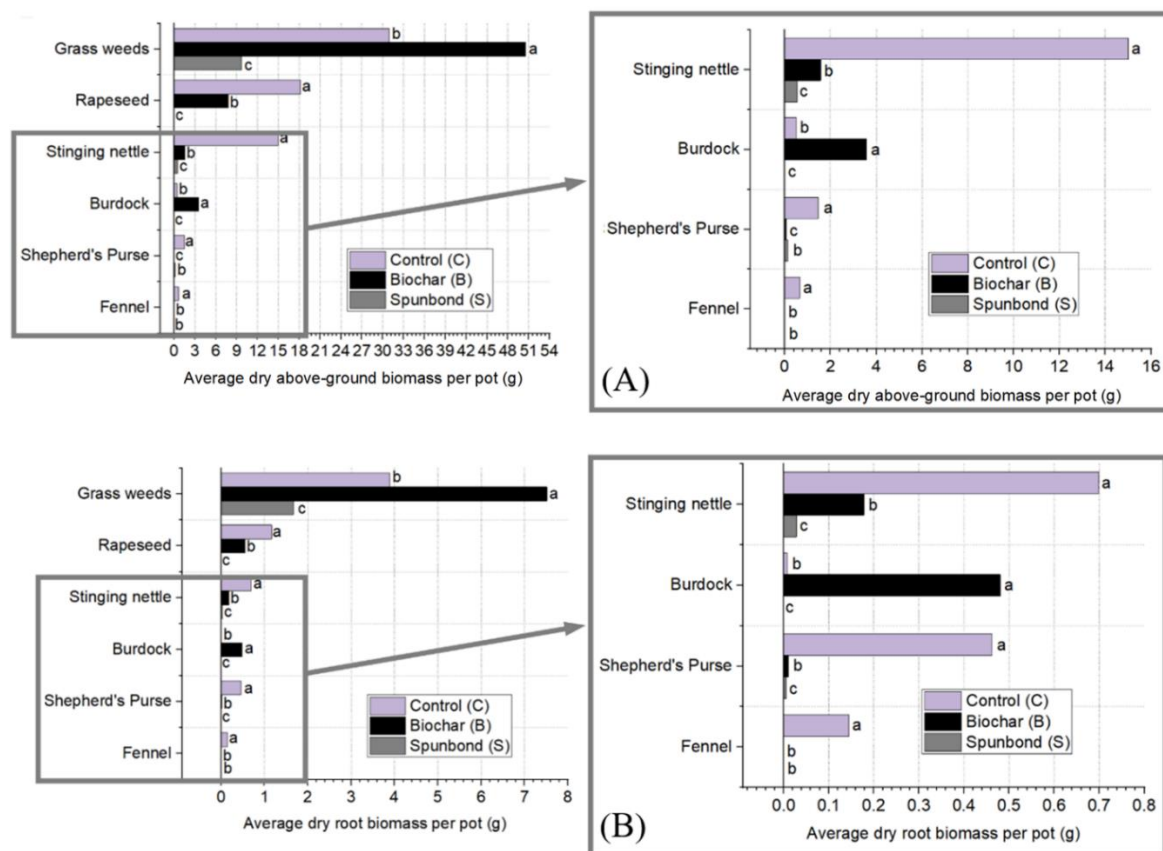 Grass weeds
b
a
c
Rapeseed
a
b
c
Stinging nettle
a
b
c
Burdock
b
a
c
Shepherd's Purse
a
c
b
Fennel
a
b
b
Control (C)
Biochar (B)
Spunbond (S)
0 3 6 9 12 15 18 21 24 27 30 33 36 39 42 45 48 51 54
Average dry above-ground biomass per pot (g)
Stinging nettle
a
b
c
Burdock
b
a
c
Shepherd's Purse
a
c
b
Fennel
a
b
b
Control (C)
Biochar (B)
Spunbond (S)
0 2 4 6 8 10 12 14 16
Average dry above-ground biomass per pot (g)
(A)
Grass weeds
b
a
c
Rapeseed
a
b
c
Stinging nettle
a
b
c
Burdock
b
a
c
Shepherd's Purse
a
b
c
Fennel
a
b
b
Control (C)
Biochar (B)
Spunbond (S)
0 1 2 3 4 5 6 7 8
Average dry root biomass per pot (g)
Stinging nettle
a
b
c
Burdock
b
a
c
Shepherd's Purse
a
b
c
Fennel
a
b
b
Control (C)
Biochar (B)
Spunbond (S)
0.0 0.1 0.2 0.3 0.4 0.5 0.6 0.7 0.8
Average dry root biomass per pot (g)
(B)